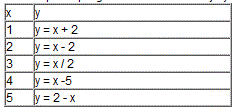 x y
1 y = x + 2
2 y = x - 2
3 y = x / 2
4 y = x -5
5 y = 2 - x